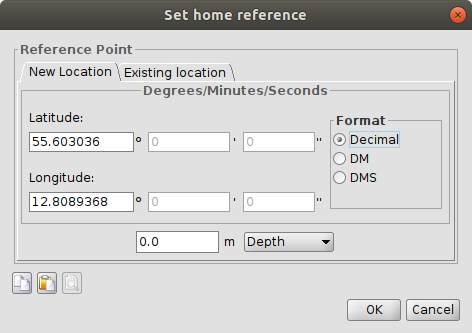 Set home reference
Reference Point
New Location Existing location
Degrees/Minutes/Seconds
Latitude:
55.603036 ° 0 ' 0 "
Longitude:
12.8089368 ° 0 ' 0 "
Format
Decimal
DM
DMS
0.0 m Depth
OK Cancel